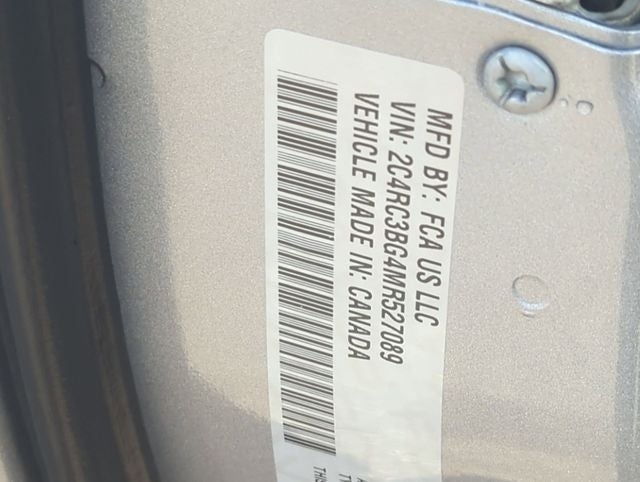 MFD BY: FCA US LLC
VIN: 2C4RC3BG4MR527089
VEHICLE MADE IN: CANADA